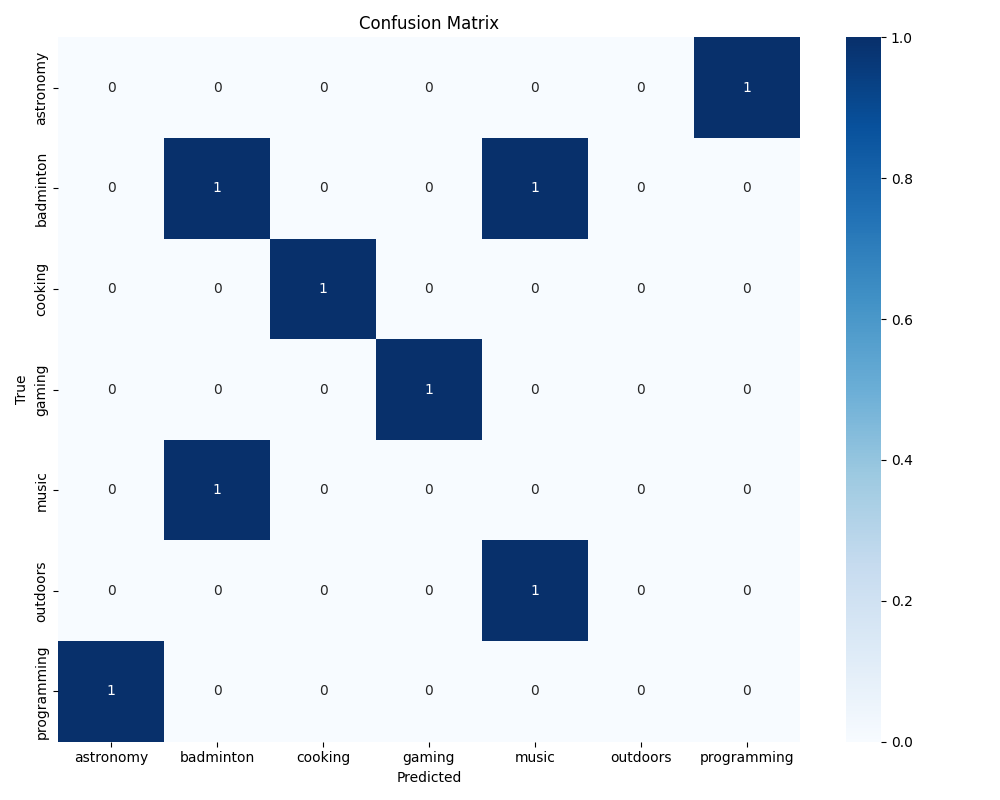 Confusion Matrix
astronomy 0 0 0 0 0 0 1
badminton 0 1 0 0 1 0 0
cooking 0 0 1 0 0 0 0
gaming 0 0 0 1 0 0 0
music 0 1 0 0 0 0 0
outdoors 0 0 0 0 1 0 0
programming 1 0 0 0 0 0 0
True
astronomy badminton cooking gaming music outdoors programming
Predicted
1.0
0.8
0.6
0.4
0.2
0.0